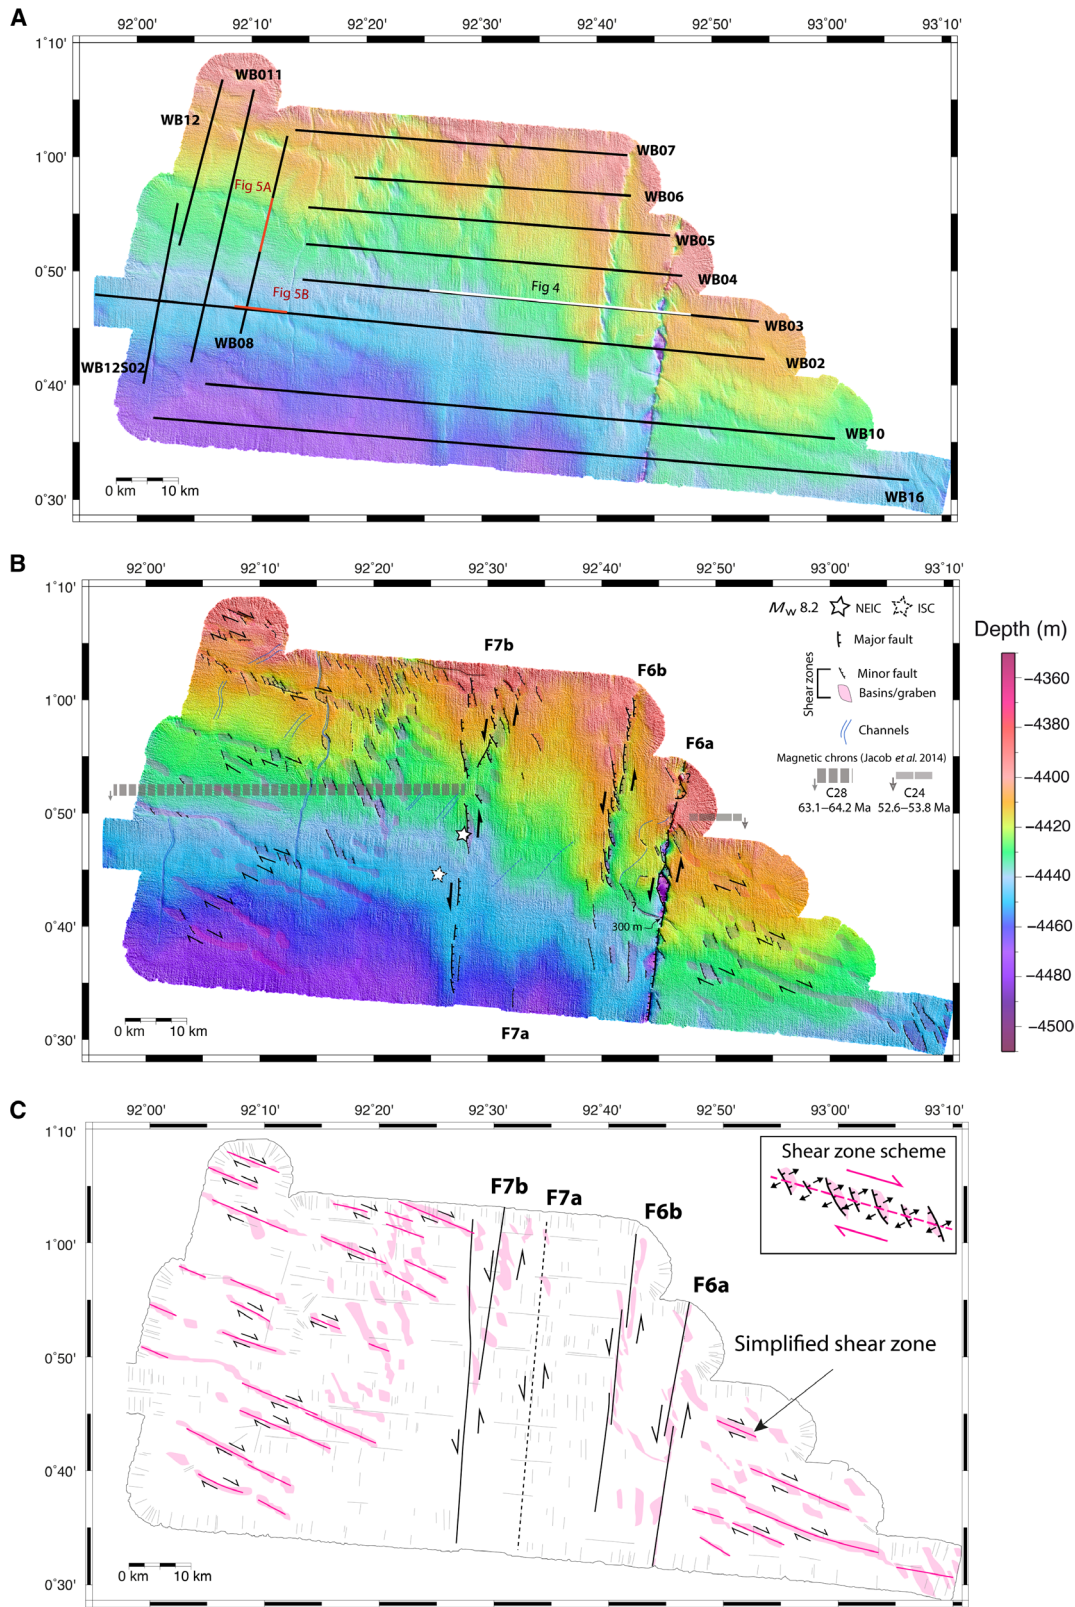 A
92˚00' 92˚10' 92˚20' 92˚30' 92˚40' 92˚50' 93˚00' 93˚10'
1˚10'
WB011
WB12
WB07
1˚00'
Fig 5A
WB06
WB05
0˚50'
WB04
Fig 4
Fig 5B
WB03
WB08
WB02
WB12S02
0˚40'
WB10
0 km 10 km
WB16
0˚30'
B
92˚00' 92˚10' 92˚20' 92˚30' 92˚40' 92˚50' 93˚00' 93˚10'
1˚10'
Mw 8.2 NEIC ISC
Major fault
Shear zones
Minor fault
Basins/graben
Channels
Magnetic chrons (Jacob et al. 2014)
C28 C24
63.1–64.2 Ma 52.6–53.8 Ma
F7b
F6b
1˚00'
F6a
0˚50'
0˚40'
300 m
0 km 10 km
F7a
0˚30'
Depth (m)
−4360
−4380
−4400
−4420
−4440
−4460
−4480
−4500
C
92˚00' 92˚10' 92˚20' 92˚30' 92˚40' 92˚50' 93˚00' 93˚10'
1˚10'
Shear zone scheme
F7b
F7a
F6b
1˚00'
F6a
Simplified shear zone
0˚50'
0˚40'
0 km 10 km
0˚30'